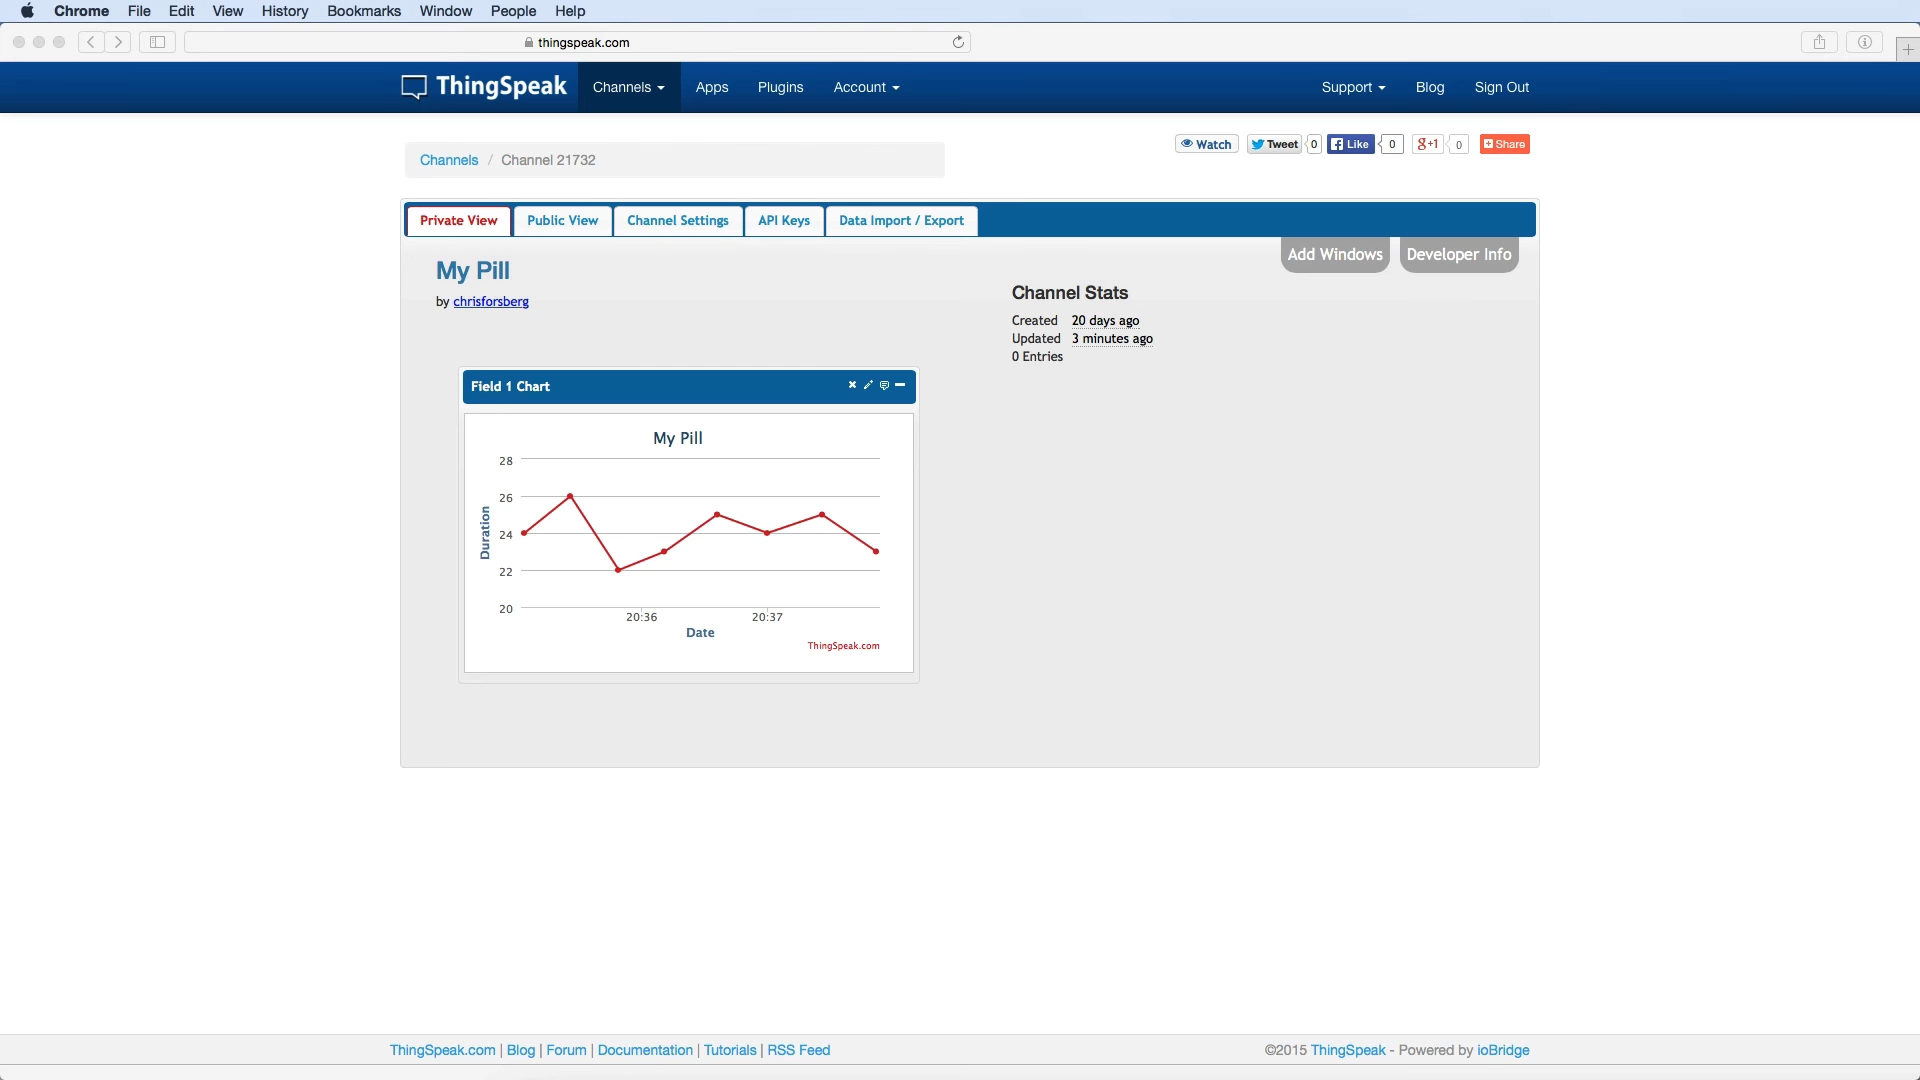 Chrome File Edit View History Bookmarks Window People Help
thingspeak.com
ThingSpeak Channels Apps Plugins Account Support Blog Sign Out
Watch Tweet 0 Like 0 g+1 0 Share
Channels / Channel 21732
Private View Public View Channel Settings API Keys Data Import / Export
Add Windows Developer Info
My Pill
by chrisforsberg
Channel Stats
Created 20 days ago
Updated 3 minutes ago
0 Entries
Field 1 Chart
My Pill
28
26
24
22
20
Duration
20:36 20:37
Date
ThingSpeak.com
ThingSpeak.com | Blog | Forum | Documentation | Tutorials | RSS Feed
©2015 ThingSpeak - Powered by ioBridge